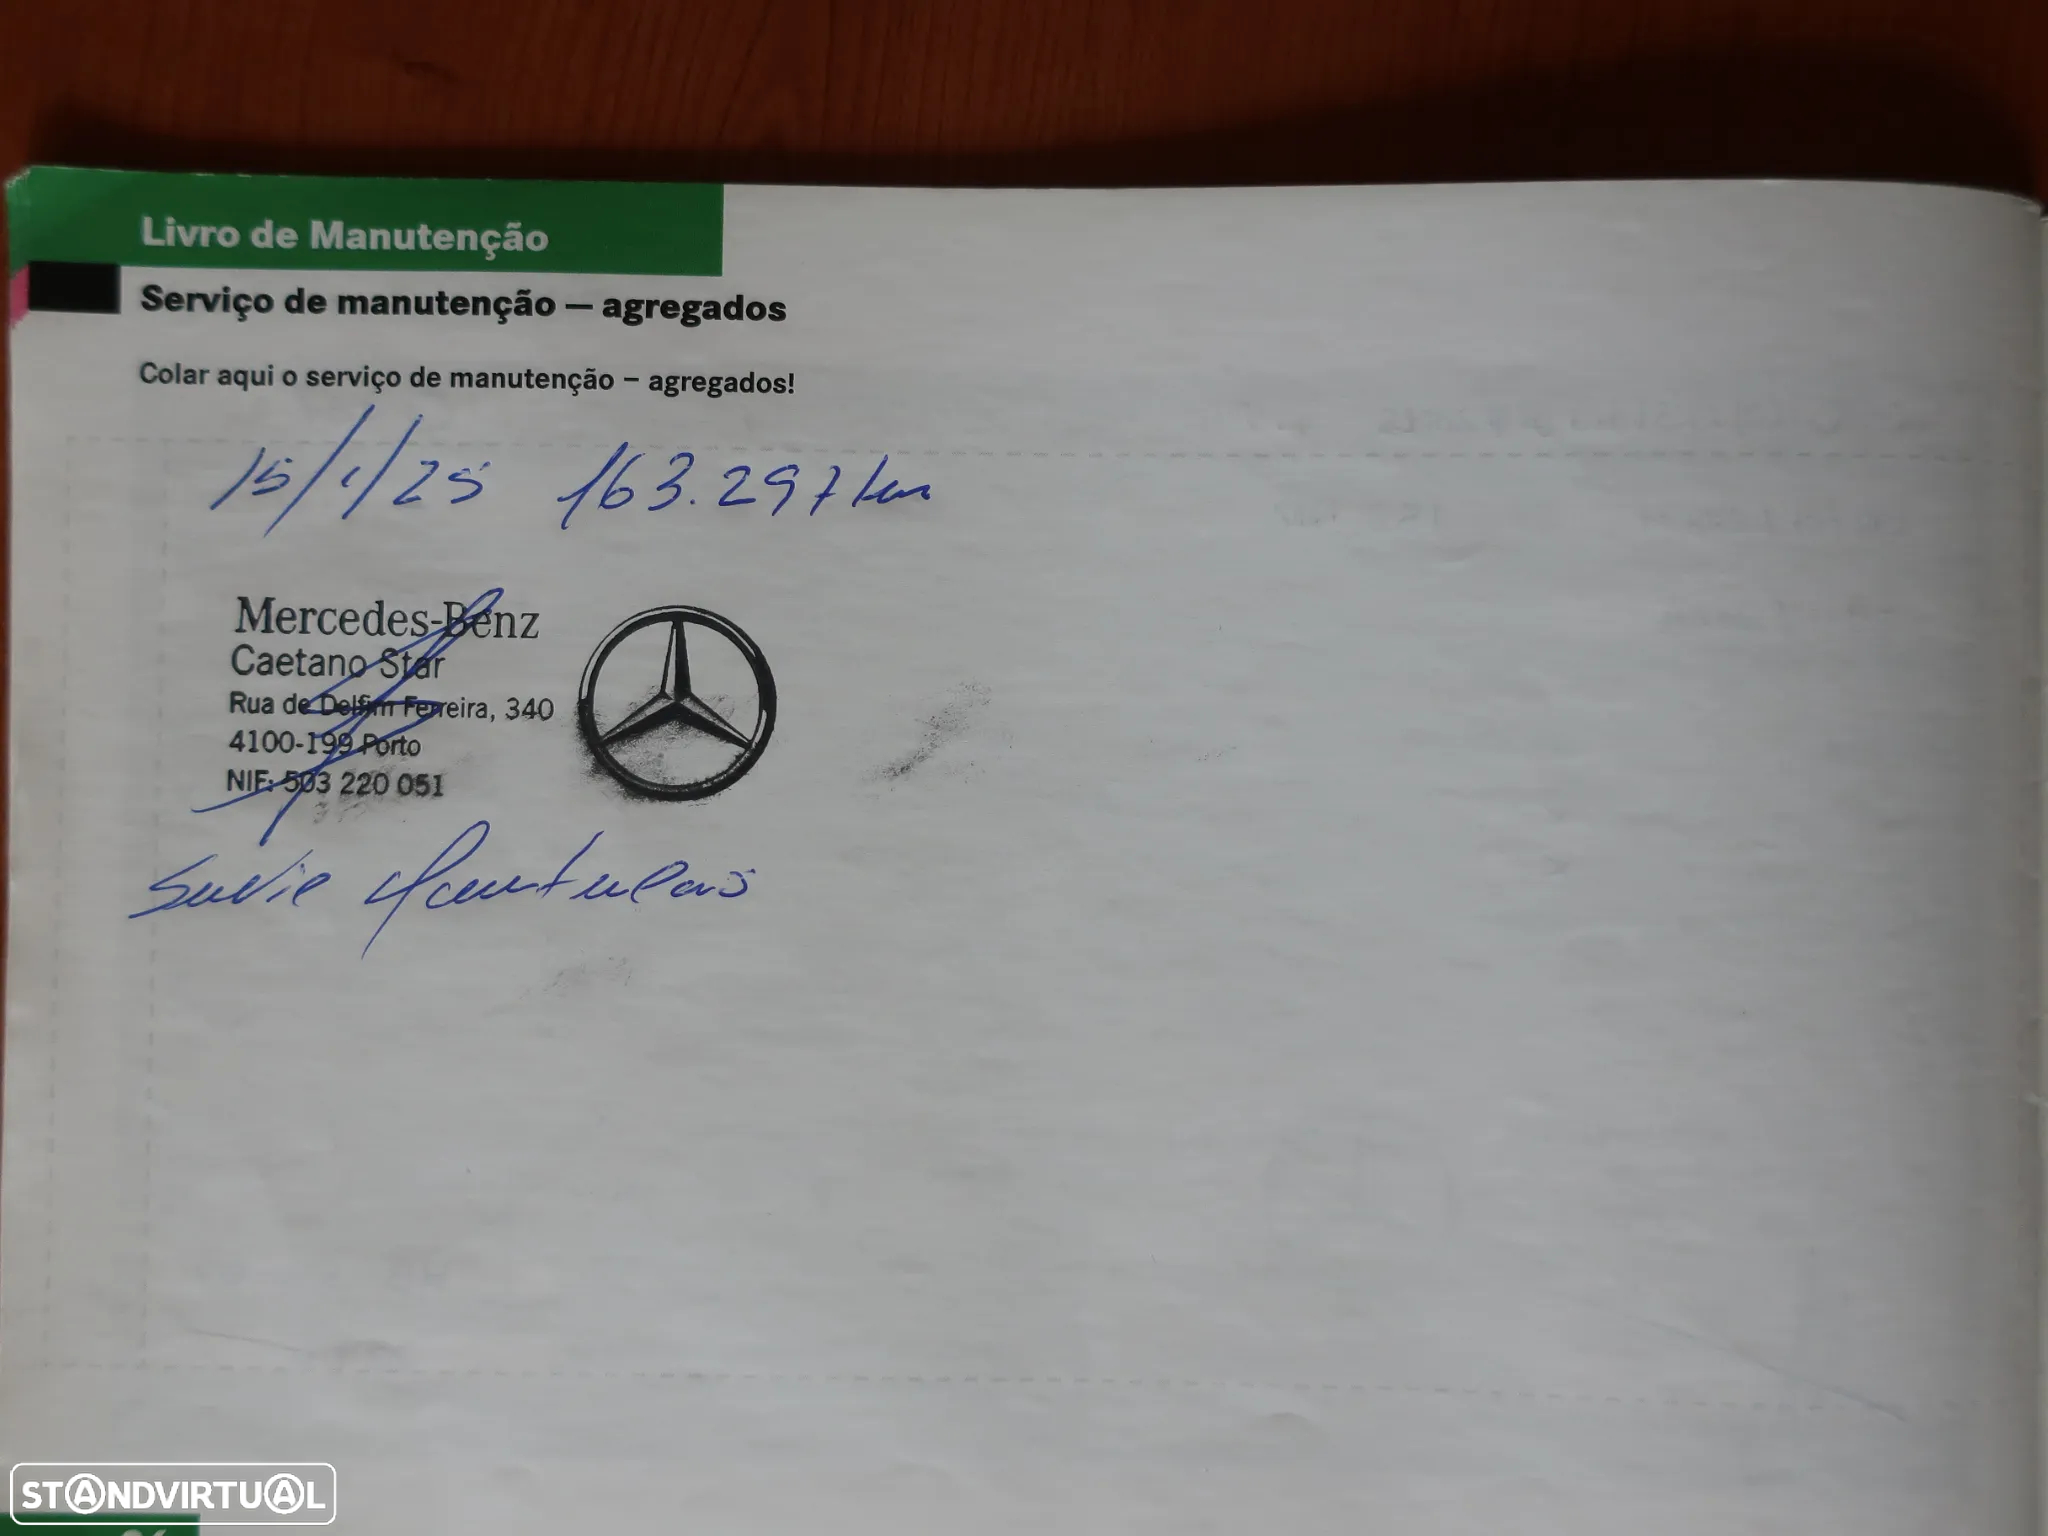 Livro de Manutenção
Serviço de manutenção — agregados
Colar aqui o serviço de manutenção – agregados!
15/1/25 163.297 km
Mercedes-Benz
Caetano Star
Rua de Delfim Ferreira, 340
4100-199 Porto
NIF: 503 220 051
STANDVIRTUAL